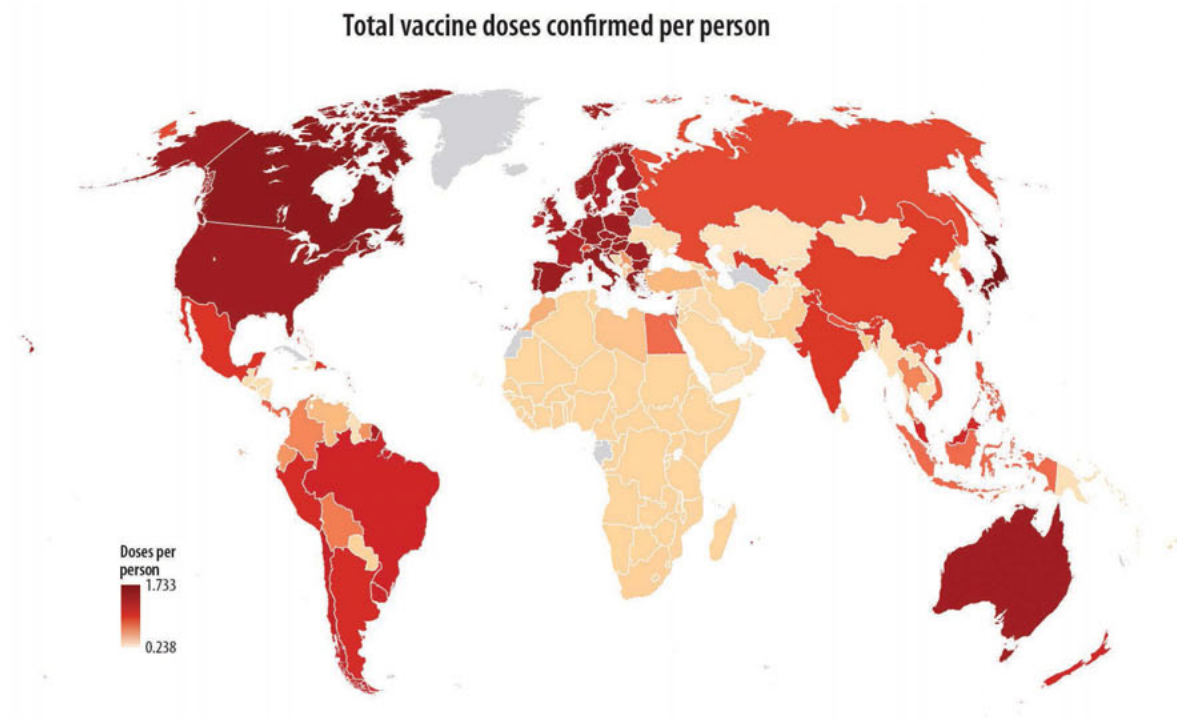 Total vaccine doses confirmed per person
Doses per
person
1.733
0.238